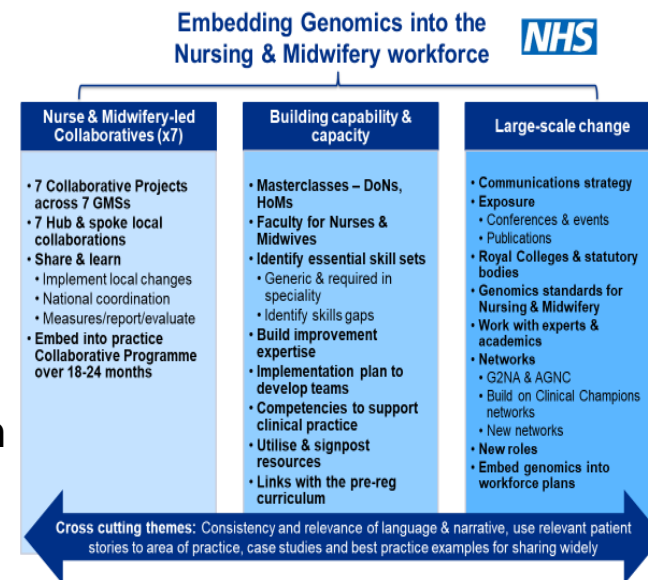 Embedding Genomics into the
Nursing & Midwifery workforce
NHS
Nurse & Midwifery-led
Collaboratives (x7)
• 7 Collaborative Projects
across 7 GMSs
• 7 Hub & spoke local
collaborations
• Share & learn
• Implement local changes
• National coordination
• Measures/report/evaluate
• Embed into practice
Collaborative Programme
over 18-24 months
Building capability &
capacity
• Masterclasses – DoNs,
HoMs
• Faculty for Nurses &
Midwives
• Identify essential skill sets
• Generic & required in
speciality
• Identify skills gaps
• Build improvement
expertise
• Implementation plan to
develop teams
• Competencies to support
clinical practice
• Utilise & signpost
resources
• Links with the pre-reg
curriculum
Large-scale change
• Communications strategy
• Exposure
• Conferences & events
• Publications
• Royal Colleges & statutory
bodies
• Genomics standards for
Nursing & Midwifery
• Work with experts &
academics
• Networks
• G2NA & AGNC
• Build on Clinical Champions
networks
• New networks
• New roles
• Embed genomics into
workforce plans
Cross cutting themes: Consistency and relevance of language & narrative, use relevant patient
stories to area of practice, case studies and best practice examples for sharing widely